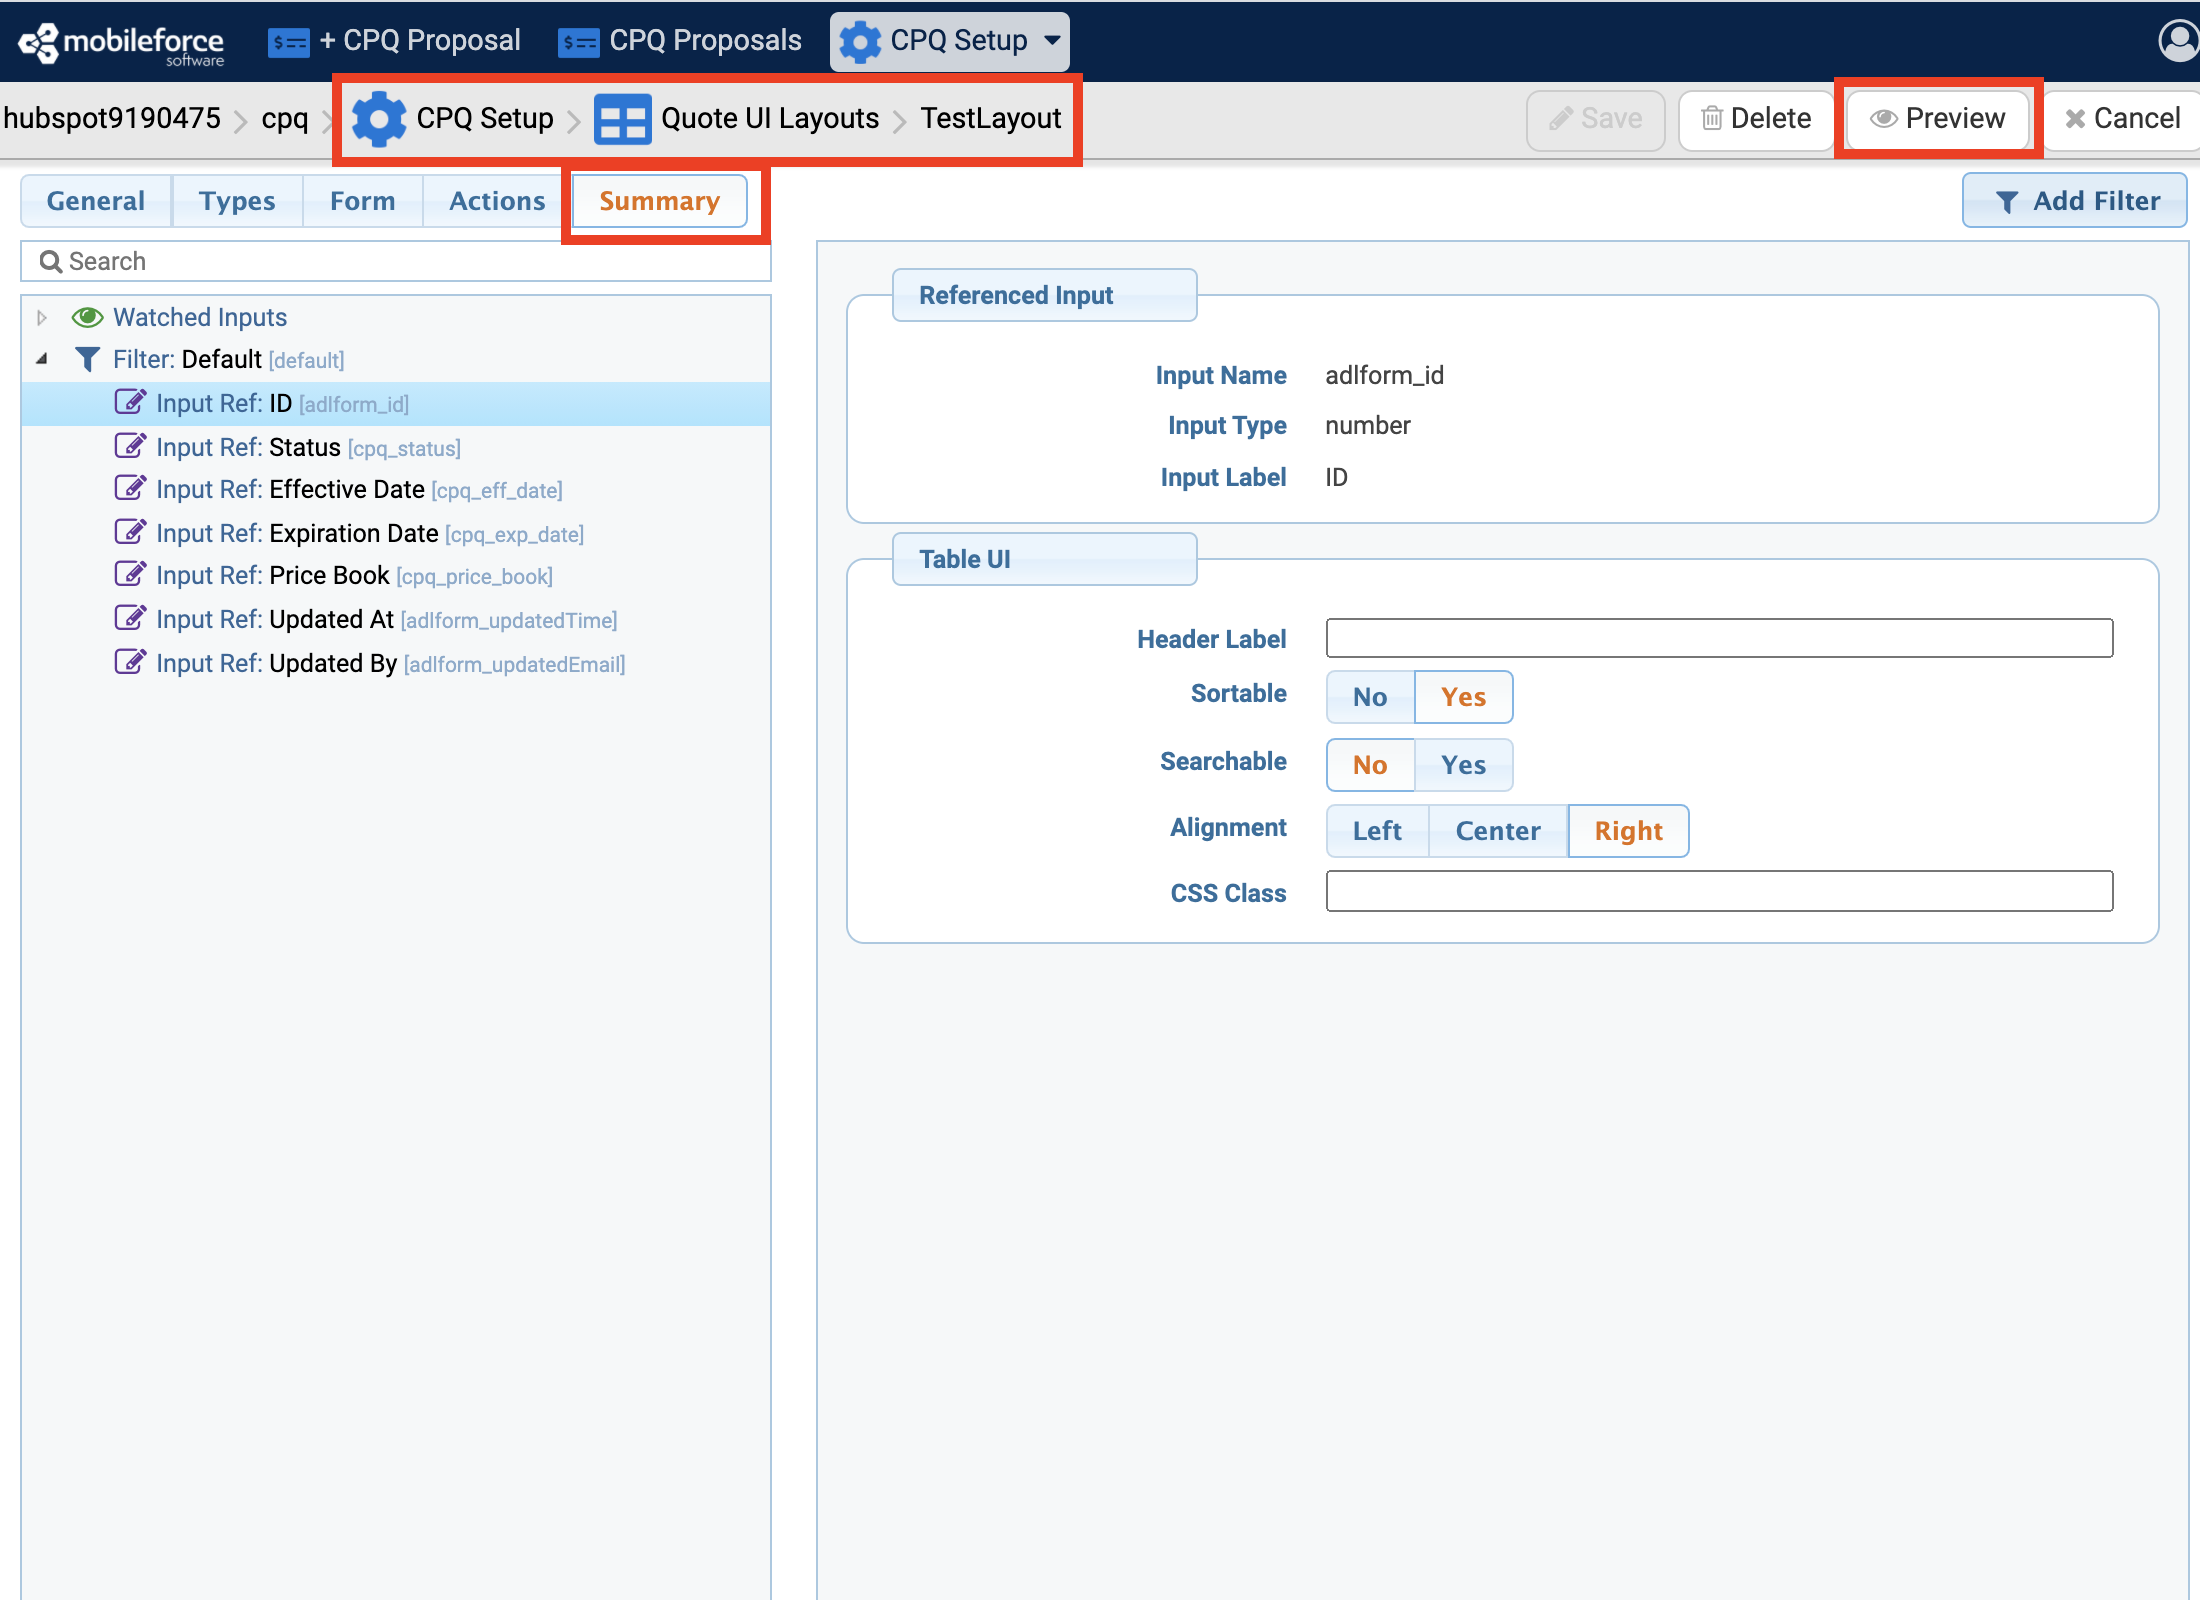 mobileforce
software
+ CPQ Proposal
CPQ Proposals
CPQ Setup
hubspot9190475 > cpq > CPQ Setup > Quote UI Layouts > TestLayout
Save
Delete
Preview
Cancel
General
Types
Form
Actions
Summary
Add Filter
Search
Watched Inputs
Filter: Default [default]
Input Ref: ID [adlform_id]
Input Ref: Status [cpq_status]
Input Ref: Effective Date [cpq_eff_date]
Input Ref: Expiration Date [cpq_exp_date]
Input Ref: Price Book [cpq_price_book]
Input Ref: Updated At [adlform_updatedTime]
Input Ref: Updated By [adlform_updatedEmail]
Referenced Input
Input Name adlform_id
Input Type number
Input Label ID
Table UI
Header Label
Sortable No Yes
Searchable No Yes
Alignment Left Center Right
CSS Class